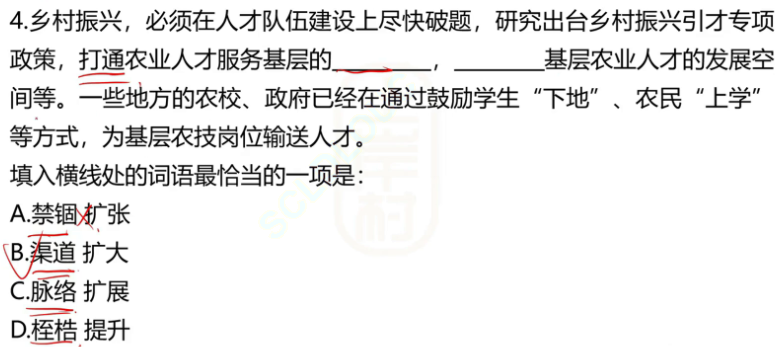 4.乡村振兴，必须在人才队伍建设上尽快破题，研究出台乡村振兴引才专项
政策，打通农业人才服务基层的________，________基层农业人才的发展空
间等。一些地方的农校、政府已经在通过鼓励学生“下地”、农民“上学”
等方式，为基层农技岗位输送人才。
填入横线处的词语最恰当的一项是：
A.禁锢 扩张
B.渠道 扩大
C.脉络 扩展
D.桎梏 提升